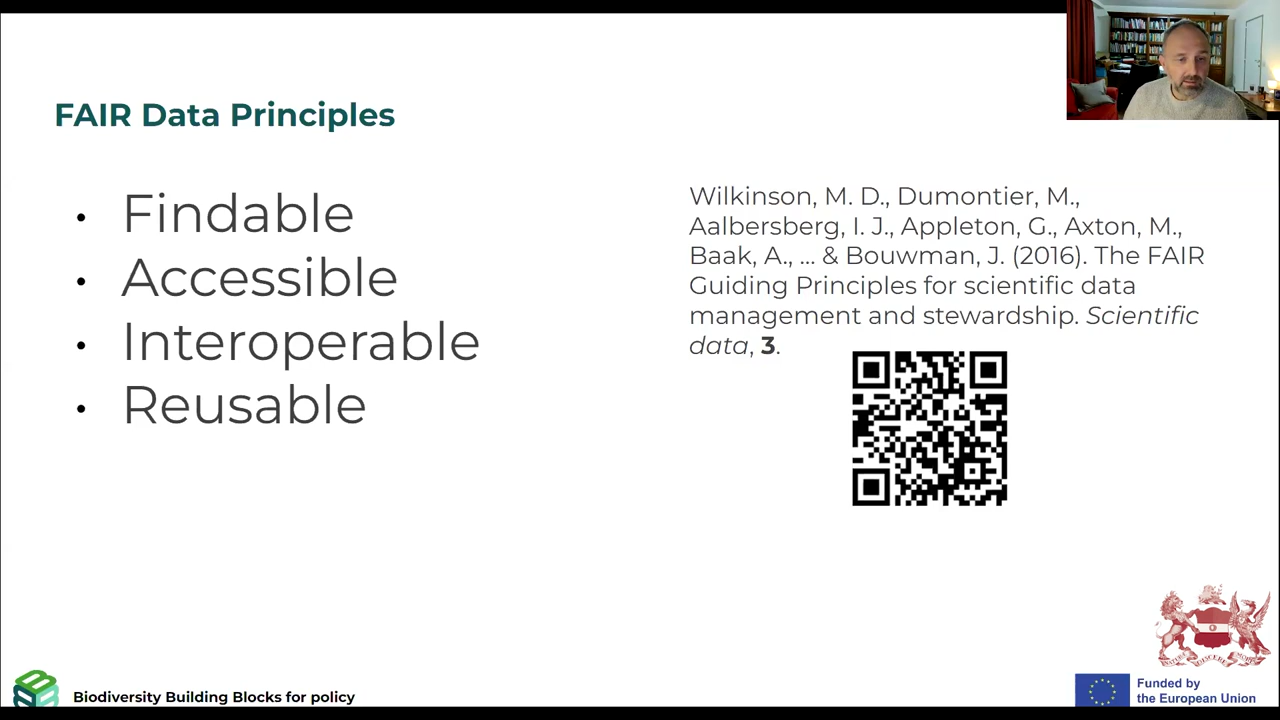 FAIR Data Principles
• Findable
• Accessible
• Interoperable
• Reusable
Wilkinson, M. D., Dumontier, M.,
Aalbersberg, I. J., Appleton, G., Axton, M.,
Baak, A., ... & Bouwman, J. (2016). The FAIR
Guiding Principles for scientific data
management and stewardship. Scientific
data, 3.
Biodiversity Building Blocks for policy
Funded by
the European Union